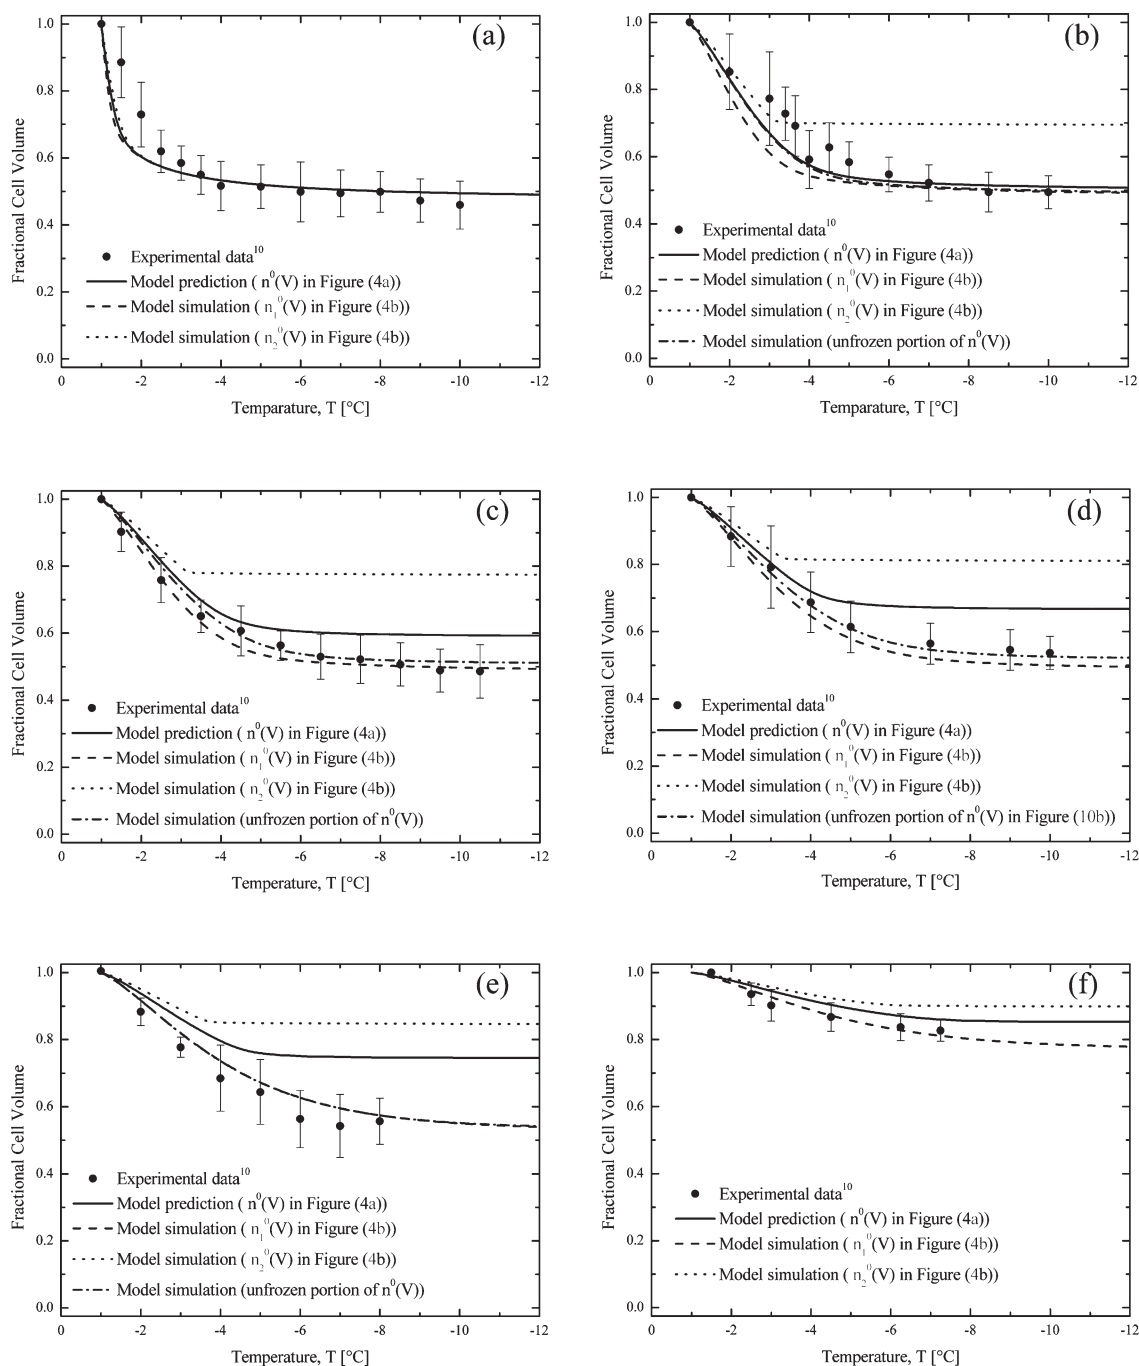 (a)
1.0
0.8
0.6
0.4
0.2
0.0
Fractional Cell Volume
Experimental data¹⁰
Model prediction ( n⁰(V) in Figure (4a))
Model simulation ( n₁⁰(V) in Figure (4b))
Model simulation ( n₂⁰(V) in Figure (4b))
0 -2 -4 -6 -8 -10 -12
Temparature, T [°C]
(b)
1.0
0.8
0.6
0.4
0.2
0.0
Fractional Cell Volume
Experimental data¹⁰
Model prediction ( n⁰(V) in Figure (4a))
Model simulation ( n₁⁰(V) in Figure (4b))
Model simulation ( n₂⁰(V) in Figure (4b))
Model simulation (unfrozen portion of n⁰(V))
0 -2 -4 -6 -8 -10 -12
Temparature, T [°C]
(c)
1.0
0.8
0.6
0.4
0.2
0.0
Fractional Cell Volume
Experimental data¹⁰
Model prediction ( n⁰(V) in Figure (4a))
Model simulation ( n₁⁰(V) in Figure (4b))
Model simulation ( n₂⁰(V) in Figure (4b))
Model simulation (unfrozen portion of n⁰(V))
0 -2 -4 -6 -8 -10 -12
Temperature, T [°C]
(d)
1.0
0.8
0.6
0.4
0.2
0.0
Fractional Cell Volume
Experimental data¹⁰
Model prediction ( n⁰(V) in Figure (4a))
Model simulation ( n₁⁰(V) in Figure (4b))
Model simulation ( n₂⁰(V) in Figure (4b))
Model simulation (unfrozen portion of n⁰(V) in Figure (10b))
0 -2 -4 -6 -8 -10 -12
Temperature, T [°C]
(e)
1.0
0.8
0.6
0.4
0.2
0.0
Fractional Cell Volume
Experimental data¹⁰
Model prediction ( n⁰(V) in Figure (4a))
Model simulation ( n₁⁰(V) in Figure (4b))
Model simulation ( n₂⁰(V) in Figure (4b))
Model simulation (unfrozen portion of n⁰(V))
0 -2 -4 -6 -8 -10 -12
Temperature, T [°C]
(f)
1.0
0.8
0.6
0.4
0.2
0.0
Fractional Cell Volume
Experimental data¹⁰
Model prediction ( n⁰(V) in Figure (4a))
Model simulation ( n₁⁰(V) in Figure (4b))
Model simulation ( n₂⁰(V) in Figure (4b))
0 -2 -4 -6 -8 -10 -12
Temperature, T [°C]